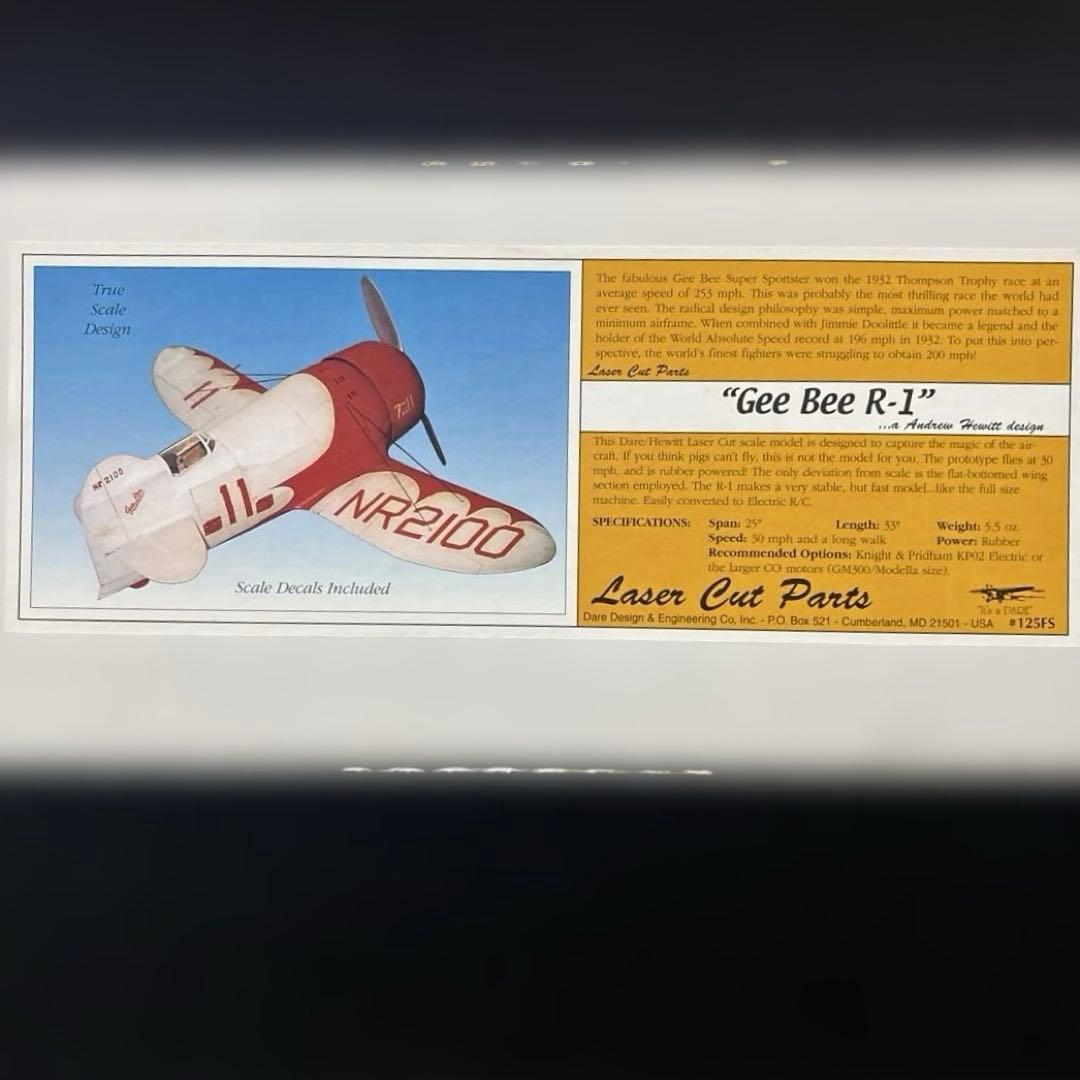 True
Scale
Design
NR2100
Gee Bee
11
7:11
NR2100
Scale Decals Included
The fabulous Gee Bee Super Sportster won the 1932 Thompson Trophy race at an
average speed of 253 mph. This was probably the most thrilling race the world had
ever seen. The radical design philosophy was simple, maximum power matched to a
minimum airframe. When combined with Jimmie Doolittle it became a legend and the
holder of the World Absolute Speed record at 196 mph in 1932. To put this into per-
spective, the world's finest fighters were struggling to obtain 200 mph!
Laser Cut Parts
"Gee Bee R-1"
...a Andrew Hewitt design
This Dare/Hewitt Laser Cut scale model is designed to capture the magic of the air-
craft. If you think pigs can't fly, this is not the model for you. The prototype flies at 30
mph, and is rubber powered! The only deviation from scale is the flat-bottomed wing
section employed. The R-1 makes a very stable, but fast model...like the full size
machine. Easily converted to Electric R/C.
SPECIFICATIONS: Span: 25" Length: 33" Weight: 5.5 oz.
Speed: 30 mph and a long walk Power: Rubber
Recommended Options: Knight & Pridham KP02 Electric or
the larger CO motors (GM300/Modella size).
Laser Cut Parts
"It's a DARE"
Dare Design & Engineering Co, Inc. - P.O. Box 521 - Cumberland, MD 21501 - USA #125FS